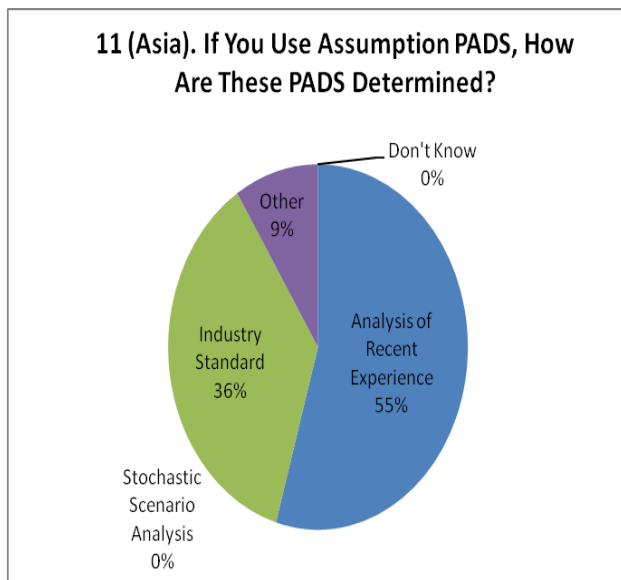 11 (Asia). If You Use Assumption PADS, How
Are These PADS Determined?
Don't Know
0%
Other
9%
Analysis of
Recent
Experience
55%
Industry
Standard
36%
Stochastic
Scenario
Analysis
0%